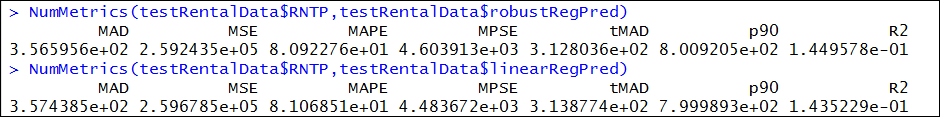 > NumMetrics(testRentalData$RNTP,testRentalData$robustRegPred)
MAD MSE MAPE MPSE tMAD p90 R2
3.565956e+02 2.592435e+05 8.092276e+01 4.603913e+03 3.128036e+02 8.009205e+02 1.449578e-01
> NumMetrics(testRentalData$RNTP,testRentalData$linearRegPred)
MAD MSE MAPE MPSE tMAD p90 R2
3.574385e+02 2.596785e+05 8.106851e+01 4.483672e+03 3.138774e+02 7.999893e+02 1.435229e-01